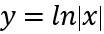 y = ln|x|